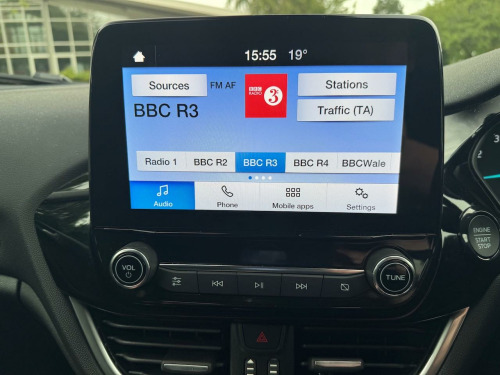 15:55 19°
Sources FM AF BBC RADIO 3 Stations
BBC R3 Traffic (TA)
Radio 1 BBC R2 BBC R3 BBC R4 BBCWale
Audio Phone Mobile apps Settings
VOL TUNE
ENGINE
START
STOP